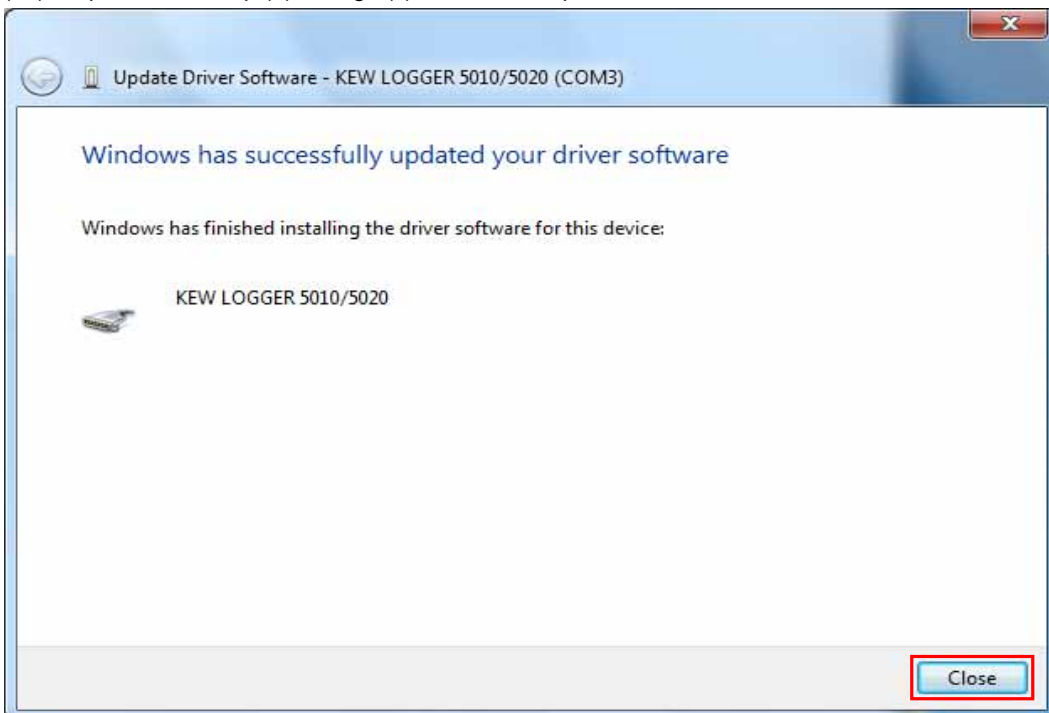 Update Driver Software - KEW LOGGER 5010/5020 (COM3)
Windows has successfully updated your driver software
Windows has finished installing the driver software for this device:
KEW LOGGER 5010/5020
Close